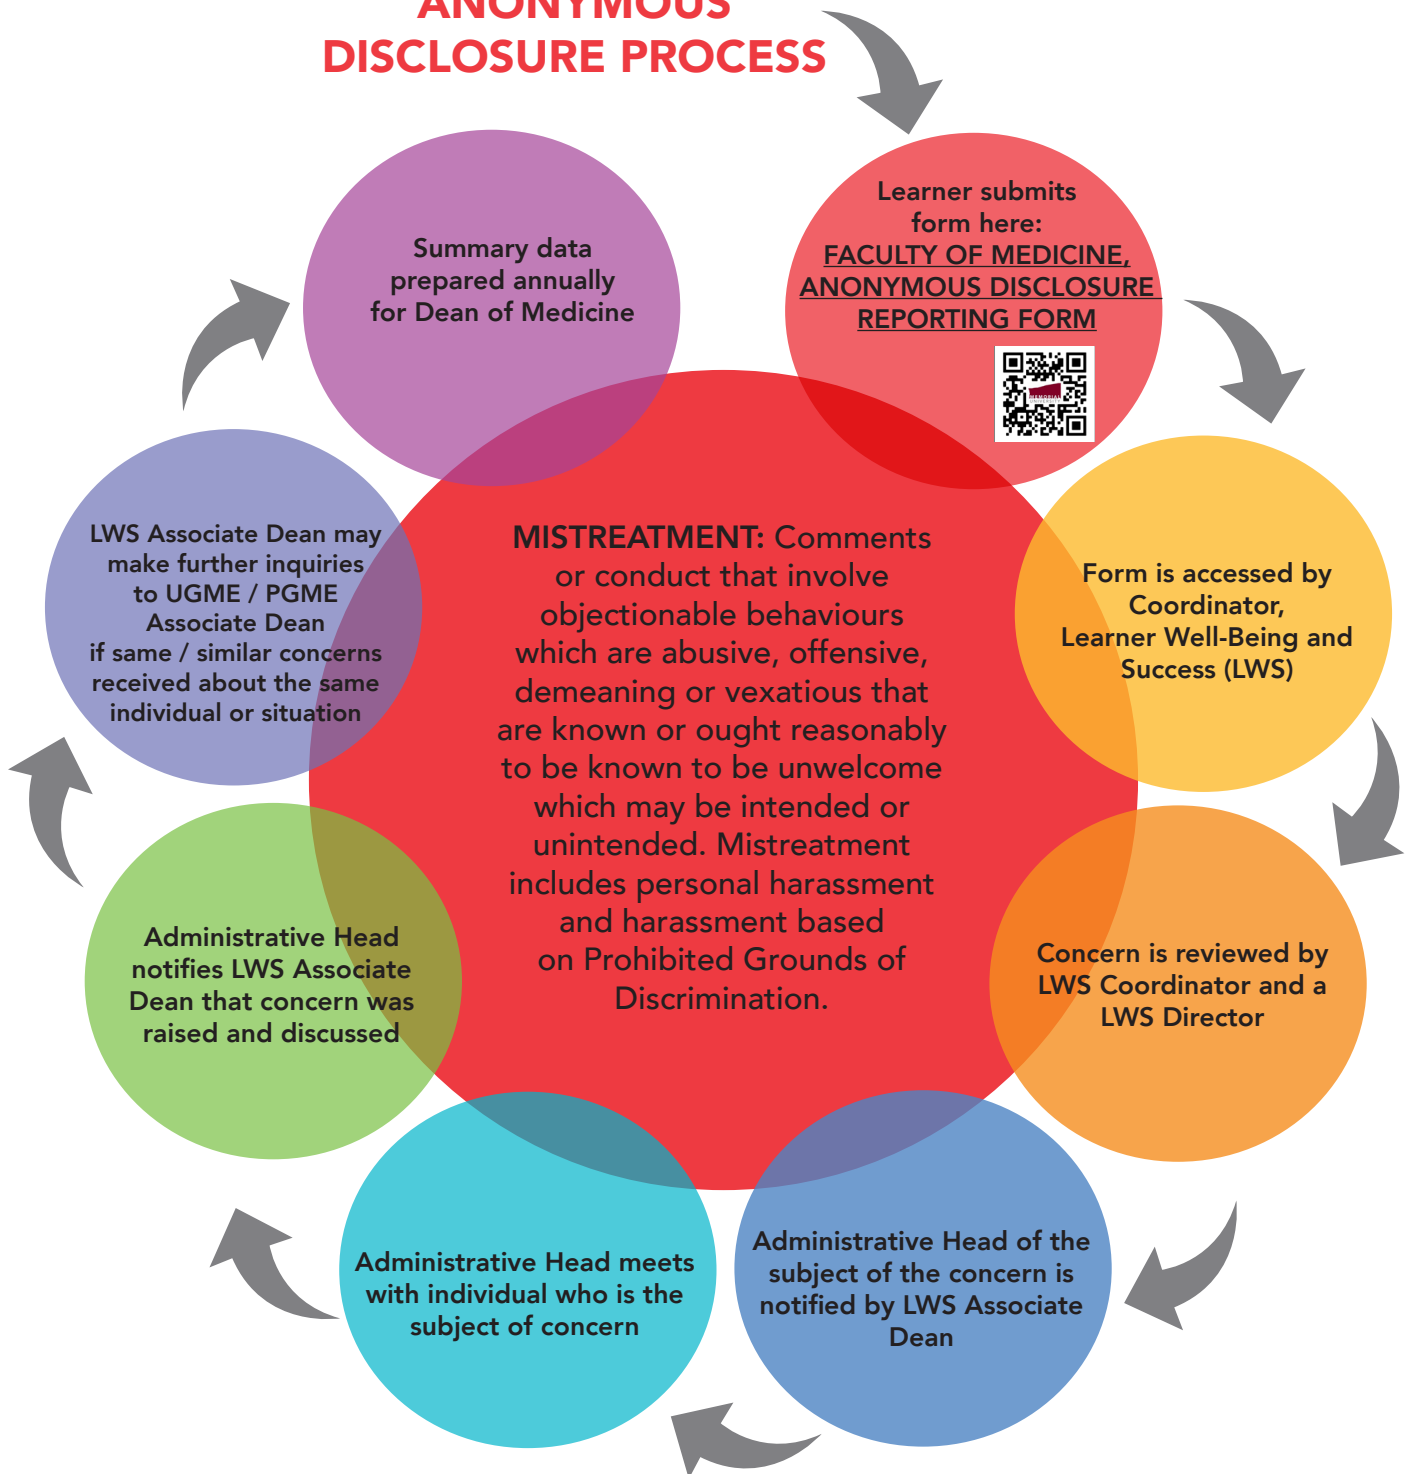 ANONYMOUS
DISCLOSURE PROCESS
Learner submits
form here:
FACULTY OF MEDICINE,
ANONYMOUS DISCLOSURE
REPORTING FORM
MEMORIAL
UNIVERSITY
Form is accessed by
Coordinator,
Learner Well-Being and
Success (LWS)
Concern is reviewed by
LWS Coordinator and a
LWS Director
Administrative Head of the
subject of the concern is
notified by LWS Associate
Dean
Administrative Head meets
with individual who is the
subject of concern
Administrative Head
notifies LWS Associate
Dean that concern was
raised and discussed
LWS Associate Dean may
make further inquiries
to UGME / PGME
Associate Dean
if same / similar concerns
received about the same
individual or situation
Summary data
prepared annually
for Dean of Medicine
MISTREATMENT: Comments
or conduct that involve
objectionable behaviours
which are abusive, offensive,
demeaning or vexatious that
are known or ought reasonably
to be known to be unwelcome
which may be intended or
unintended. Mistreatment
includes personal harassment
and harassment based
on Prohibited Grounds of
Discrimination.